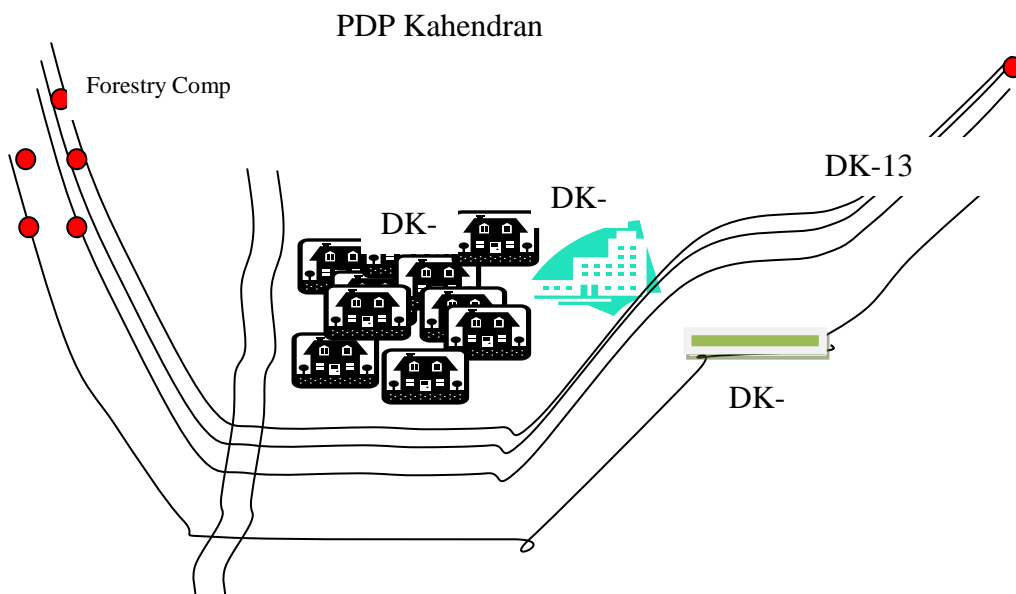 PDP Kahendran
Forestry Comp
DK-13
DK-
DK-
DK-